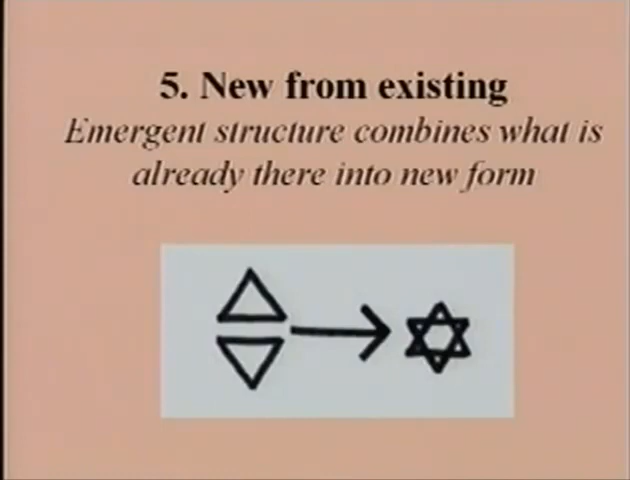 5. New from existing
Emergent structure combines what is
already there into new form